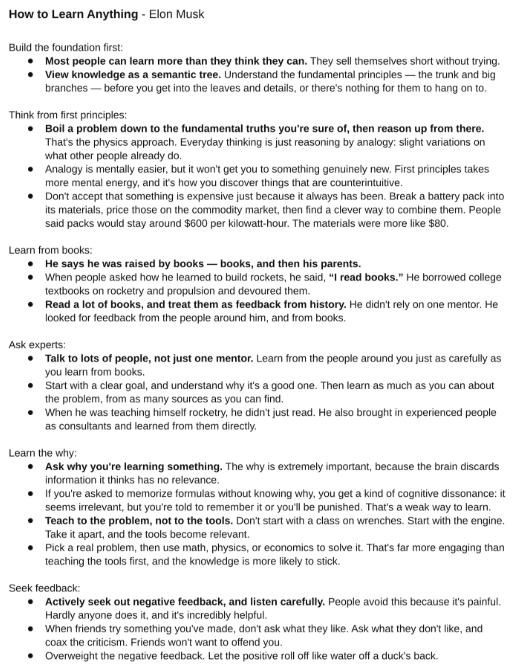 How to Learn Anything - Elon Musk
Build the foundation first:
● Most people can learn more than they think they can. They sell themselves short without trying.
● View knowledge as a semantic tree. Understand the fundamental principles — the trunk and big
branches — before you get into the leaves and details, or there's nothing for them to hang on to.
Think from first principles:
● Boil a problem down to the fundamental truths you're sure of, then reason up from there.
That's the physics approach. Everyday thinking is just reasoning by analogy: slight variations on
what other people already do.
● Analogy is mentally easier, but it won't get you to something genuinely new. First principles takes
more mental energy, and it's how you discover things that are counterintuitive.
● Don't accept that something is expensive just because it always has been. Break a battery pack into
its materials, price those on the commodity market, then find a clever way to combine them. People
said packs would stay around $600 per kilowatt-hour. The materials were more like $80.
Learn from books:
● He says he was raised by books — books, and then his parents.
● When people asked how he learned to build rockets, he said, “I read books.” He borrowed college
textbooks on rocketry and propulsion and devoured them.
● Read a lot of books, and treat them as feedback from history. He didn't rely on one mentor. He
looked for feedback from the people around him, and from books.
Ask experts:
● Talk to lots of people, not just one mentor. Learn from the people around you just as carefully as
you learn from books.
● Start with a clear goal, and understand why it's a good one. Then learn as much as you can about
the problem, from as many sources as you can find.
● When he was teaching himself rocketry, he didn't just read. He also brought in experienced people
as consultants and learned from them directly.
Learn the why:
● Ask why you're learning something. The why is extremely important, because the brain discards
information it thinks has no relevance.
● If you're asked to memorize formulas without knowing why, you get a kind of cognitive dissonance: it
seems irrelevant, but you're told to remember it or you'll be punished. That's a weak way to learn.
● Teach to the problem, not to the tools. Don't start with a class on wrenches. Start with the engine.
Take it apart, and the tools become relevant.
● Pick a real problem, then use math, physics, or economics to solve it. That's far more engaging than
teaching the tools first, and the knowledge is more likely to stick.
Seek feedback:
● Actively seek out negative feedback, and listen carefully. People avoid this because it's painful.
Hardly anyone does it, and it's incredibly helpful.
● When friends try something you've made, don't ask what they like. Ask what they don't like, and
coax the criticism. Friends won't want to offend you.
● Overweight the negative feedback. Let the positive roll off like water off a duck's back.